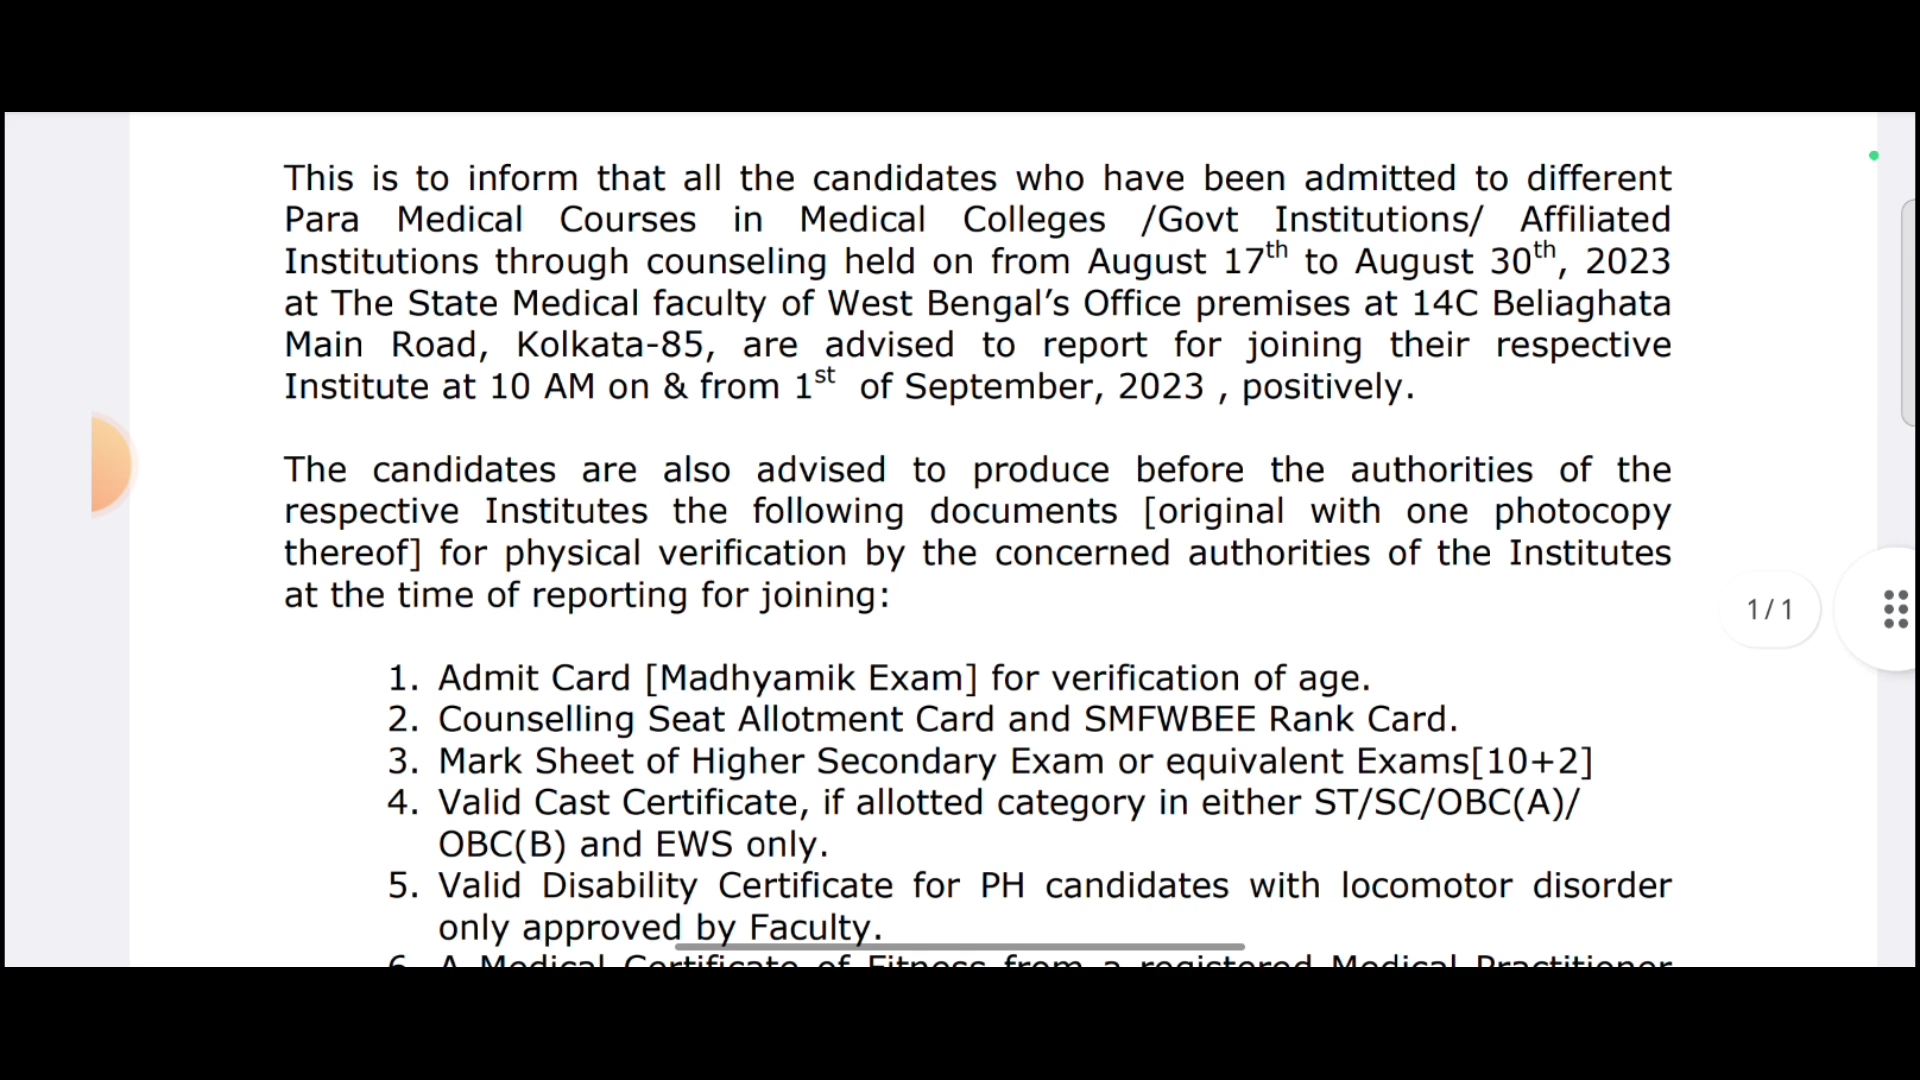 This is to inform that all the candidates who have been admitted to different
Para Medical Courses in Medical Colleges /Govt Institutions/ Affiliated
Institutions through counseling held on from August 17th to August 30th, 2023
at The State Medical faculty of West Bengal’s Office premises at 14C Beliaghata
Main Road, Kolkata-85, are advised to report for joining their respective
Institute at 10 AM on & from 1st of September, 2023 , positively.
The candidates are also advised to produce before the authorities of the
respective Institutes the following documents [original with one photocopy
thereof] for physical verification by the concerned authorities of the Institutes
at the time of reporting for joining:
1. Admit Card [Madhyamik Exam] for verification of age.
2. Counselling Seat Allotment Card and SMFWBEE Rank Card.
3. Mark Sheet of Higher Secondary Exam or equivalent Exams[10+2]
4. Valid Cast Certificate, if allotted category in either ST/SC/OBC(A)/
OBC(B) and EWS only.
5. Valid Disability Certificate for PH candidates with locomotor disorder
only approved by Faculty.
6. A Medical Certificate of Fitness from a registered Medical Practitioner
1/1